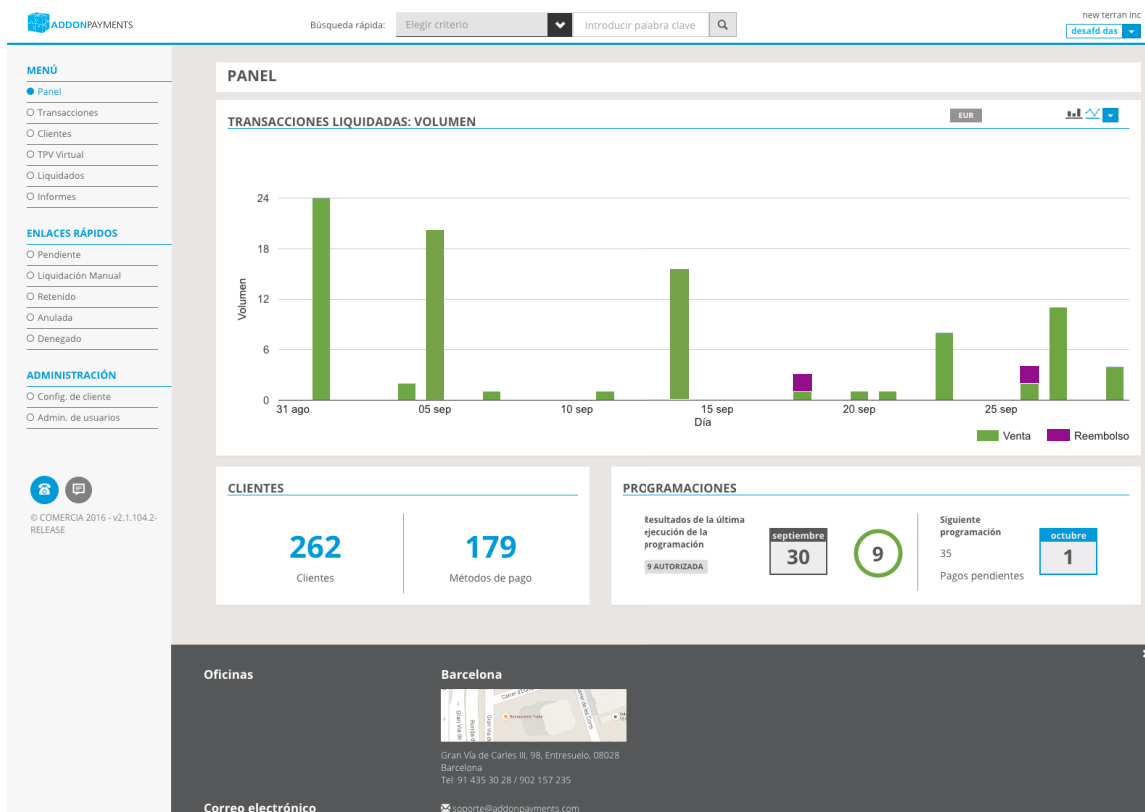 ADDONPAYMENTS
Búsqueda rápida:
Elegir criterio
Introducir palabra clave
new terran inc
desafd das
MENÚ
Panel
Transacciones
Clientes
TPV Virtual
Liquidados
Informes
ENLACES RÁPIDOS
Pendiente
Liquidación Manual
Retenido
Anulada
Denegado
ADMINISTRACIÓN
Config. de cliente
Admin. de usuarios
© COMERCIA 2016 - v2.1.104.2-
RELEASE
PANEL
TRANSACCIONES LIQUIDADAS: VOLUMEN
EUR
24
18
12
6
0
Volumen
31 ago
05 sep
10 sep
15 sep
20 sep
25 sep
Día
Venta
Reembolso
CLIENTES
262
Clientes
179
Métodos de pago
PROGRAMACIONES
Resultados de la última
ejecución de la
programación
9 AUTORIZADA
septiembre
30
9
Siguiente
programación
35
Pagos pendientes
octubre
1
Oficinas
Barcelona
Gran Vía de Carles III, 98, Entresuelo, 08028
Barcelona
Tel: 91 435 30 28 / 902 157 235
Correo electrónico
soporte@addonpayments.com